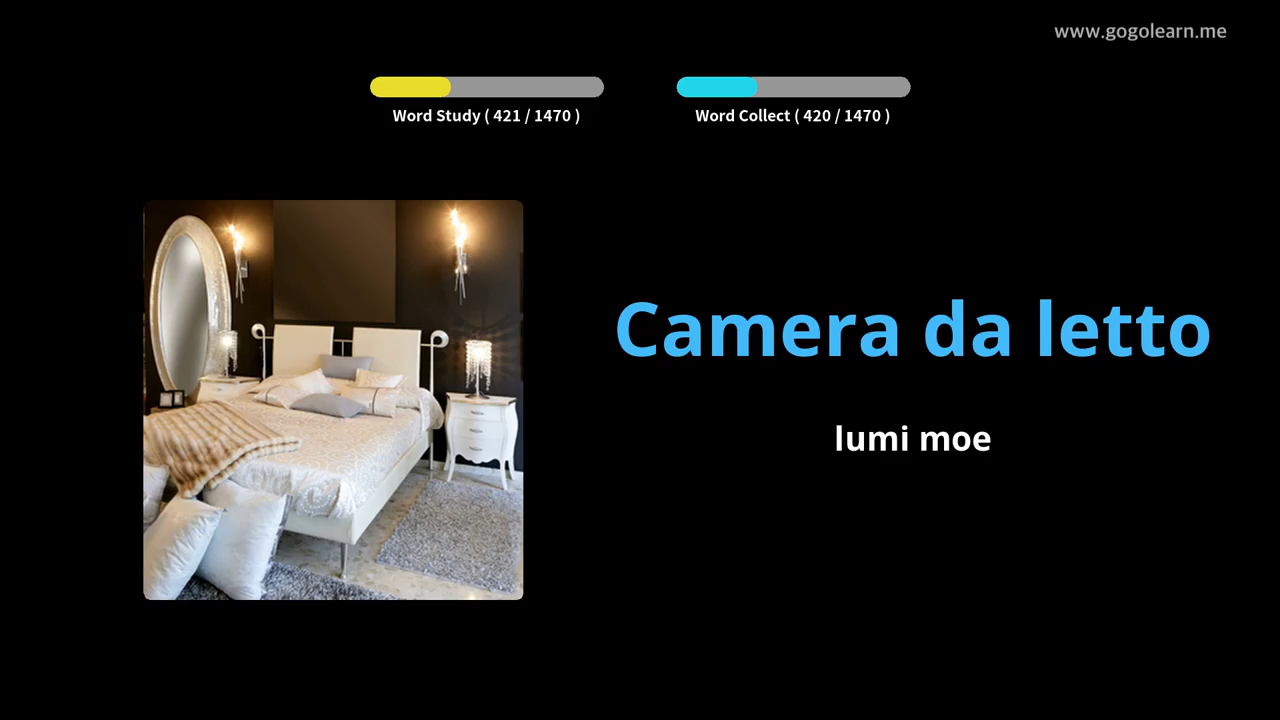 www.gogolearn.me
Word Study ( 421 / 1470 )
Word Collect ( 420 / 1470 )
Camera da letto
lumi moe